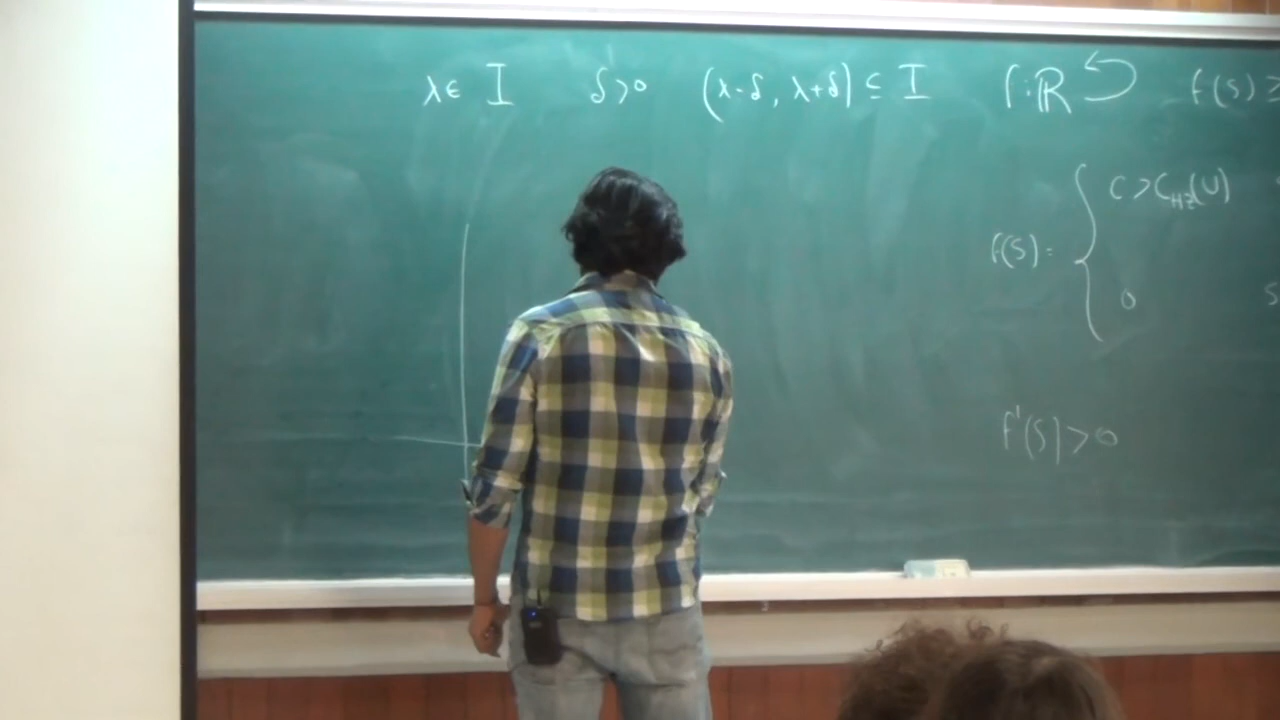 λ∈ I δ>0 (λ-δ, λ+δ) ⊆ I f:ℝ f(s) ≥
f(s) = { C > C_HZ(U)
0 s
f'(s) > 0